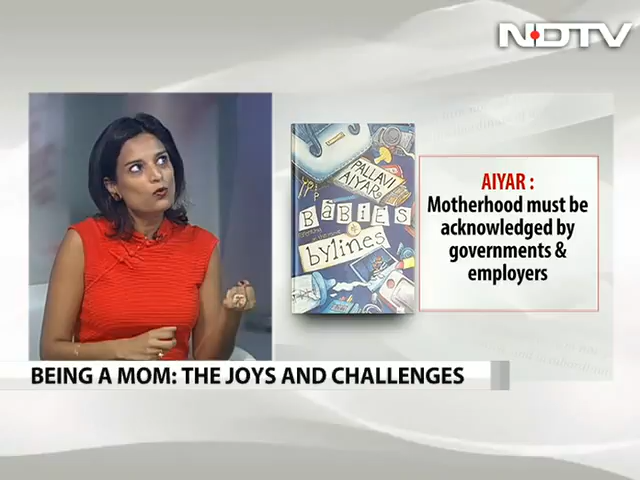 NDTV
PALLAVI
AIYAR
BABIES
&
bylines
AIYAR :
Motherhood must be
acknowledged by
governments &
employers
BEING A MOM: THE JOYS AND CHALLENGES